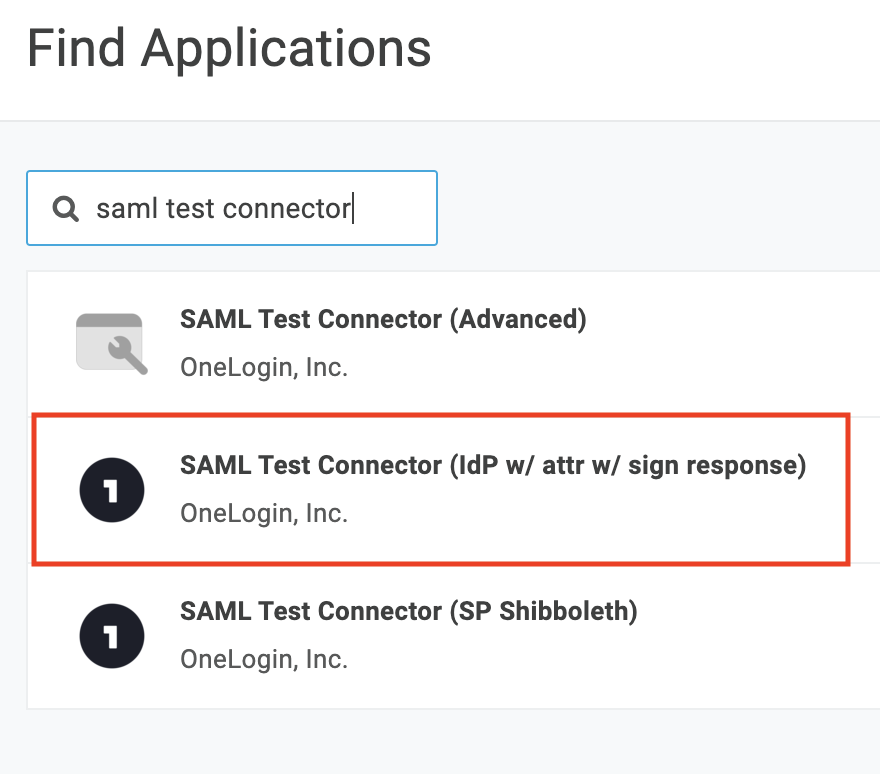 Find Applications
saml test connector
SAML Test Connector (Advanced)
OneLogin, Inc.
1
SAML Test Connector (IdP w/ attr w/ sign response)
OneLogin, Inc.
1
SAML Test Connector (SP Shibboleth)
OneLogin, Inc.